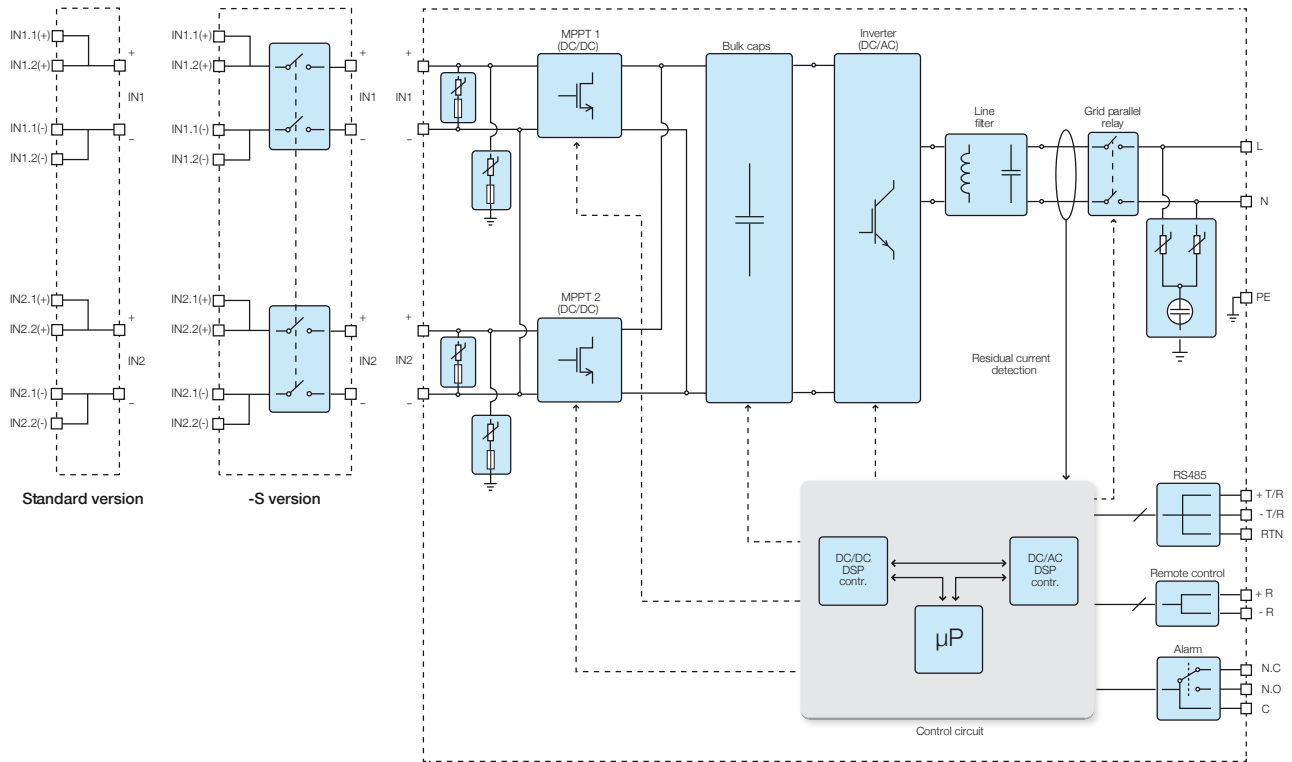 IN1.1(+)
IN1.2(+)
+
IN1
IN1.1(-)
−
IN1.2(-)
IN2.1(+)
+
IN2.2(+)
IN2
IN2.1(-)
−
IN2.2(-)
Standard version
IN1.1(+)
+
IN1.2(+)
IN1
IN1.1(-)
−
IN1.2(-)
IN2.1(+)
+
IN2.2(+)
IN2
IN2.1(-)
−
IN2.2(-)
-S version
+
IN1
−
+
IN2
−
MPPT 1
(DC/DC)
MPPT 2
(DC/DC)
Bulk caps
Inverter
(DC/AC)
Line
filter
Grid parallel
relay
L
N
PE
Residual current
detection
RS485
+ T/R
- T/R
RTN
Remote control
+ R
- R
Alarm
N.C
N.O
C
DC/DC
DSP
contr.
DC/AC
DSP
contr.
μP
Control circuit